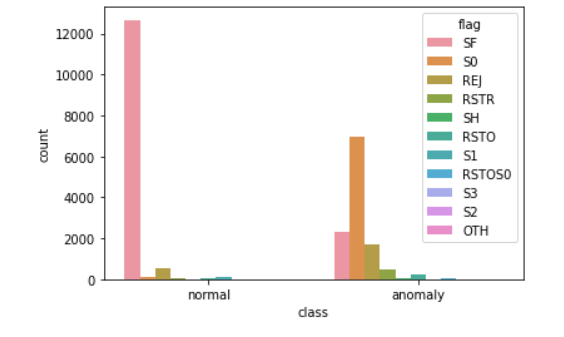 flag
SF
S0
REJ
RSTR
SH
RSTO
S1
RSTOS0
S3
S2
OTH
12000
10000
8000
6000
4000
2000
0
count
normal
anomaly
class